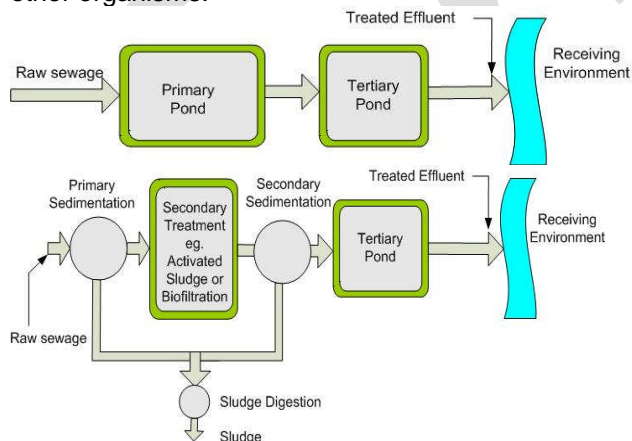 other organisms.
Treated Effluent
Receiving
Environment
Raw sewage
Primary
Pond
Tertiary
Pond
Primary
Sedimentation
Secondary
Treatment
eg.
Activated
Sludge or
Biofiltration
Secondary
Sedimentation
Treated Effluent
Tertiary
Pond
Receiving
Environment
Raw sewage
Sludge Digestion
Sludge